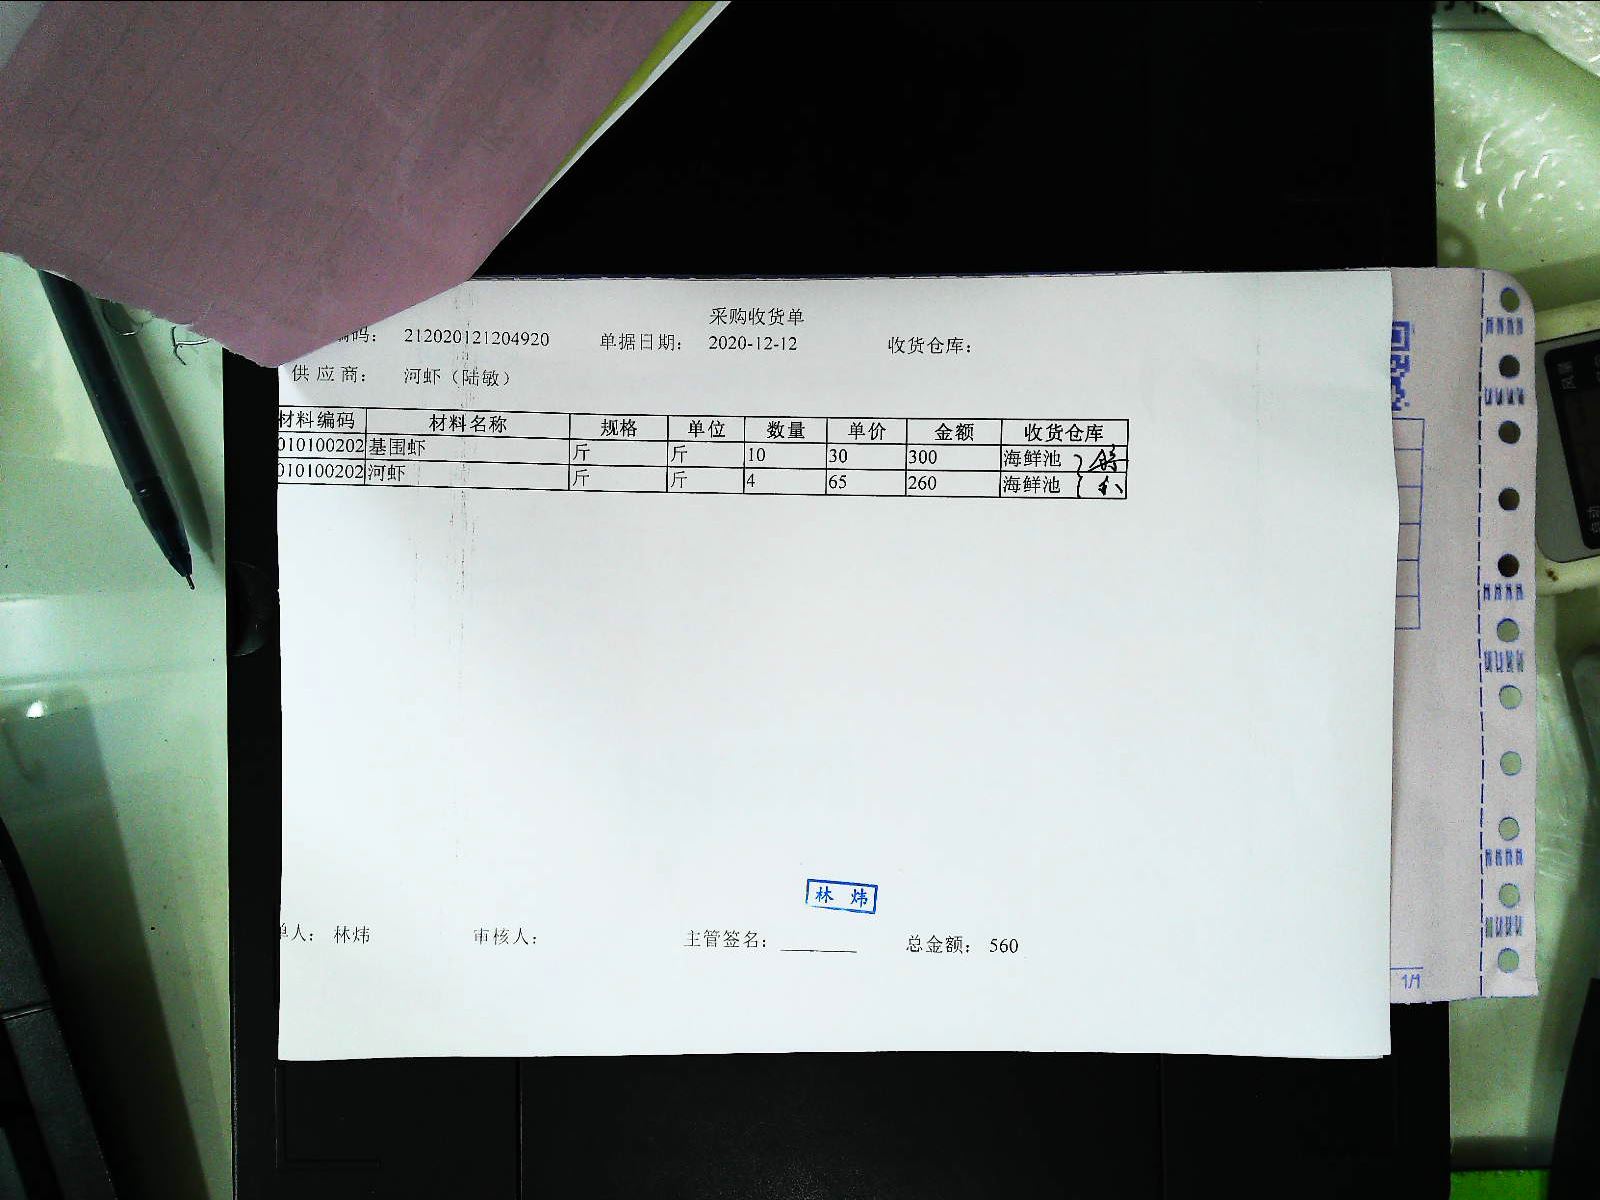 采购收货单
编码： 212020121204920 单据日期： 2020-12-12 收货仓库：
供应商： 河虾（陆敏）
材料编码 材料名称 规格 单位 数量 单价 金额 收货仓库
010100202 基围虾 斤 斤 10 30 300 海鲜池
010100202 河虾 斤 斤 4 65 260 海鲜池
林炜
单人： 林炜 审核人： 主管签名： 总金额： 560
1/1